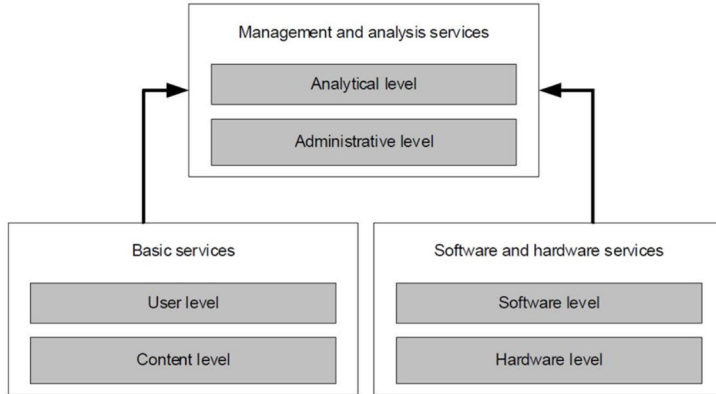 Management and analysis services
Analytical level
Administrative level
Basic services
User level
Content level
Software and hardware services
Software level
Hardware level